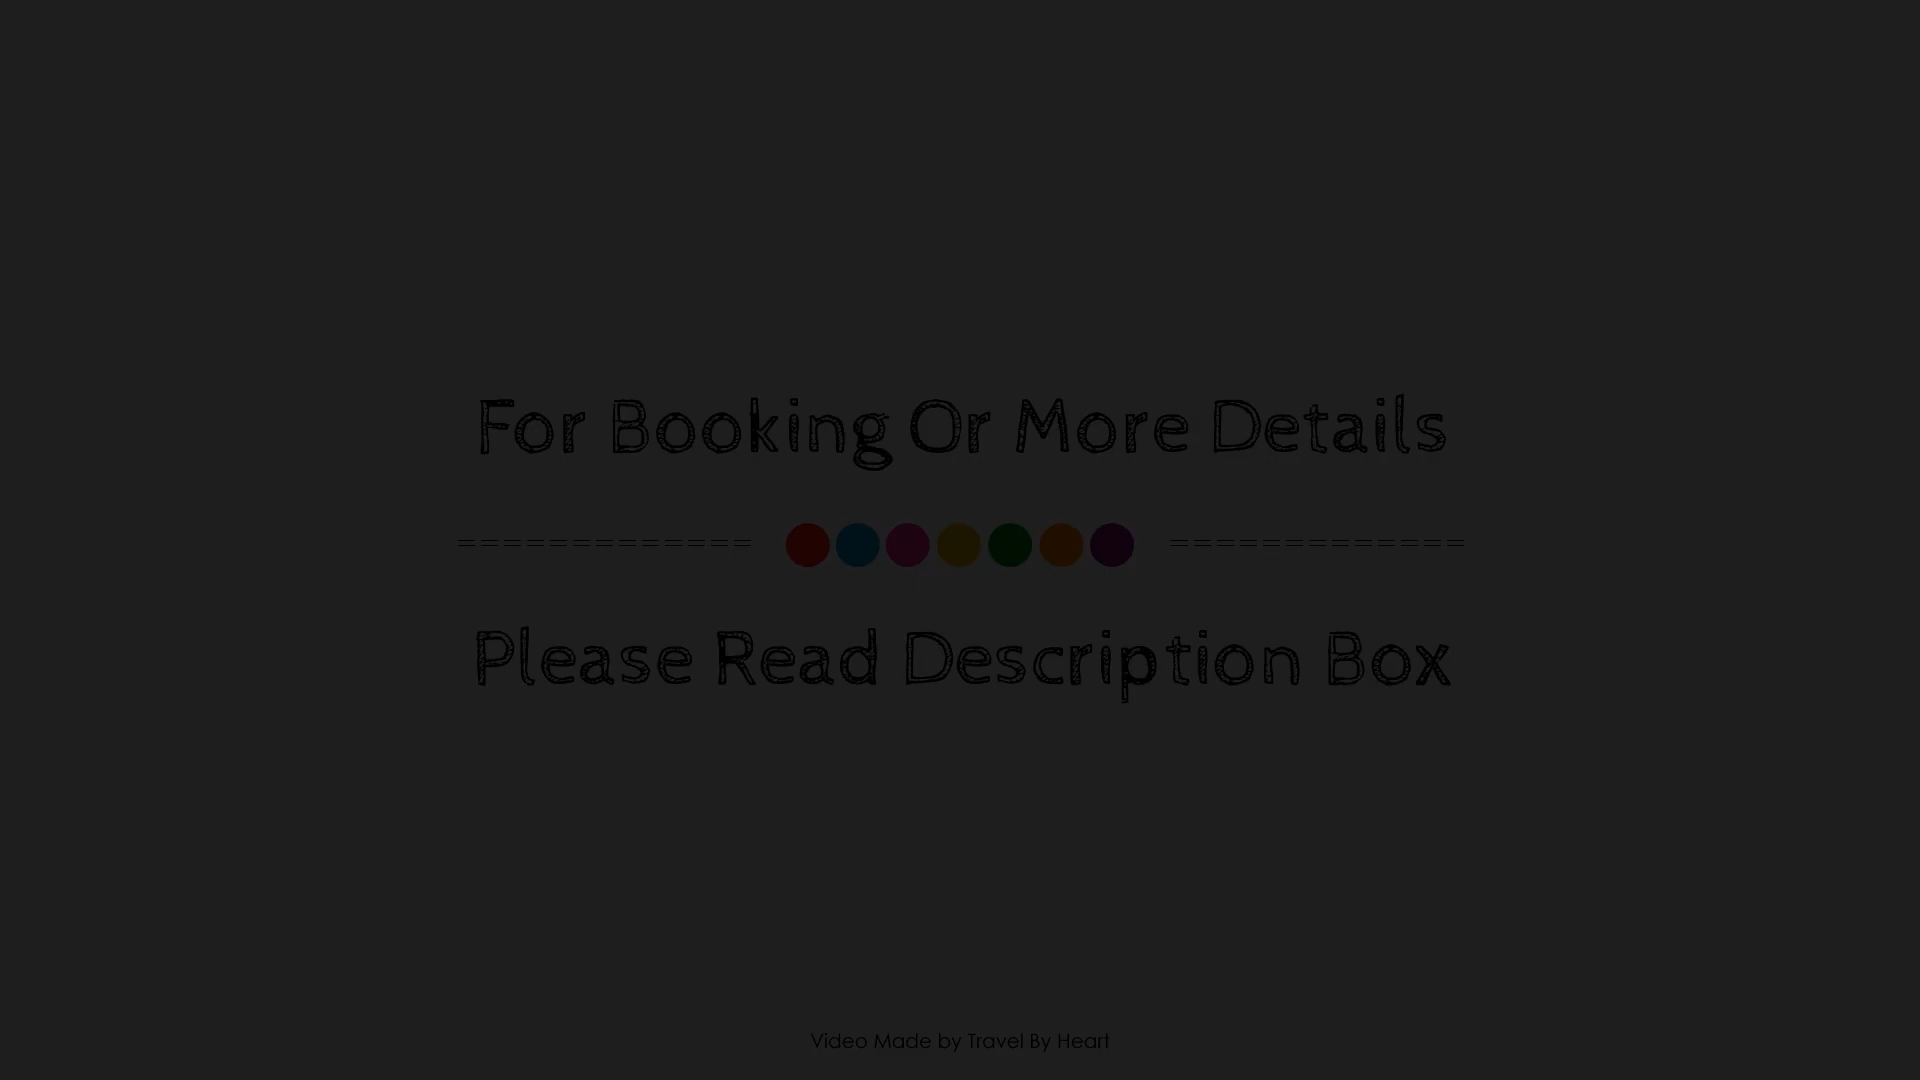 For Booking Or More Details
============= =============
Please Read Description Box
Video Made by Travel By Heart